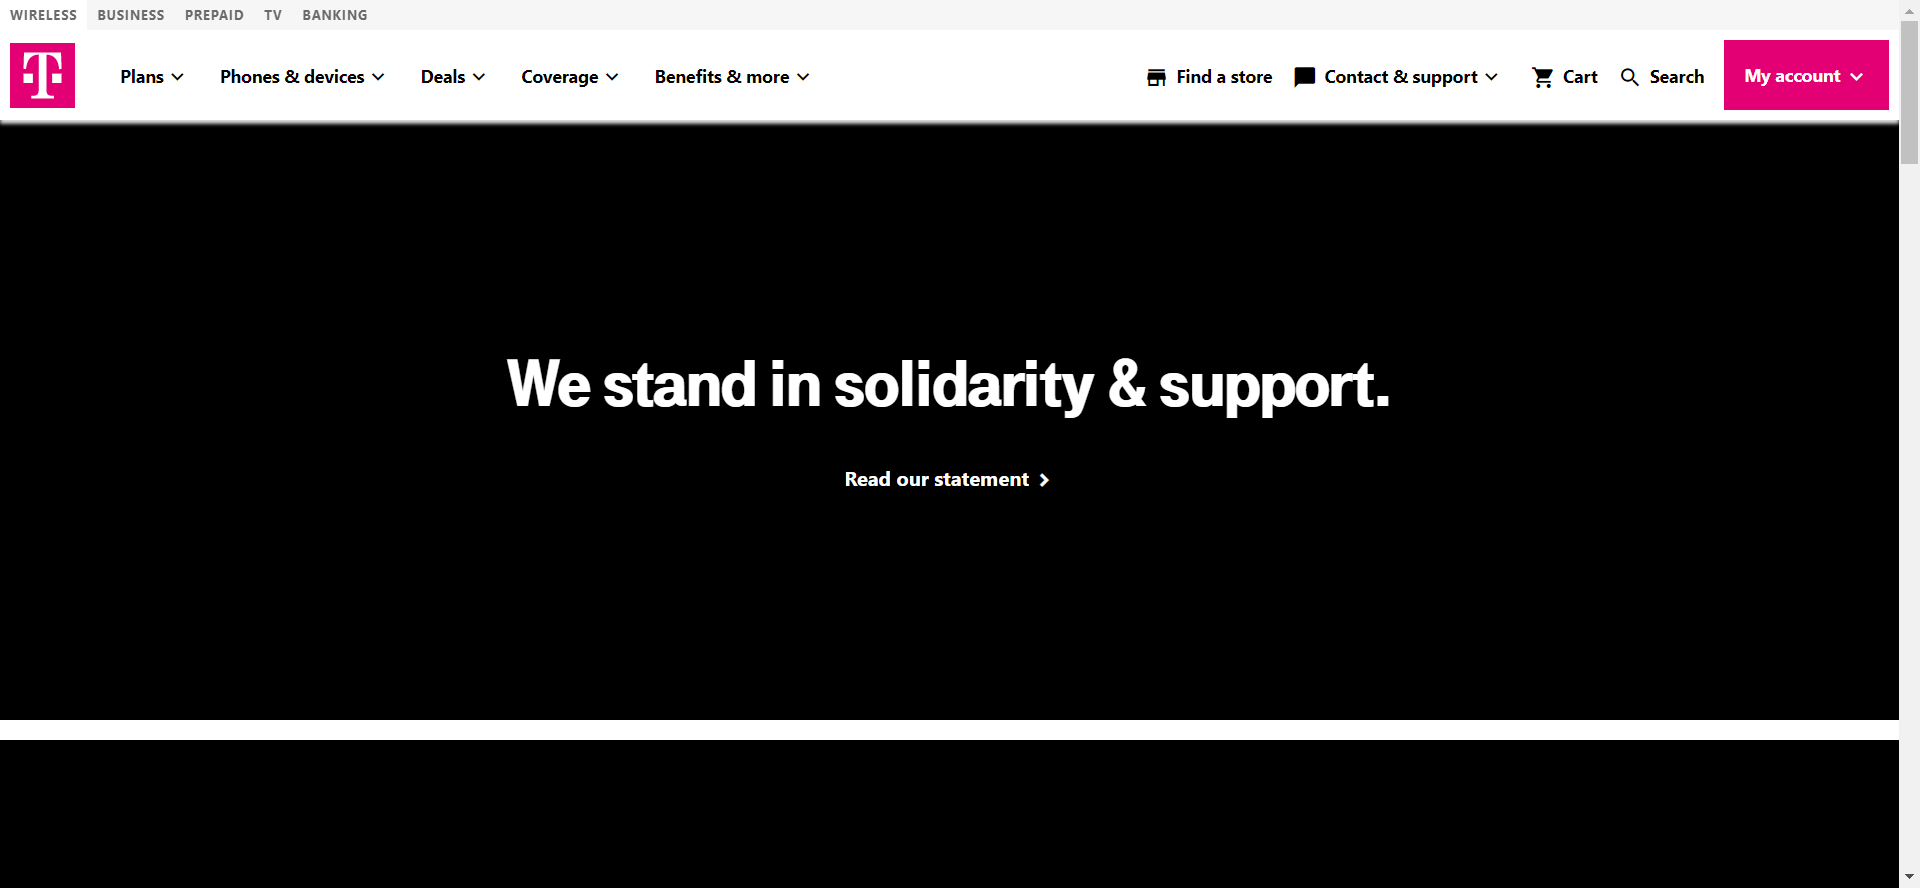 WIRELESS BUSINESS PREPAID TV BANKING
T Plans Phones & devices Deals Coverage Benefits & more Find a store Contact & support Cart Search My account
We stand in solidarity & support.
Read our statement